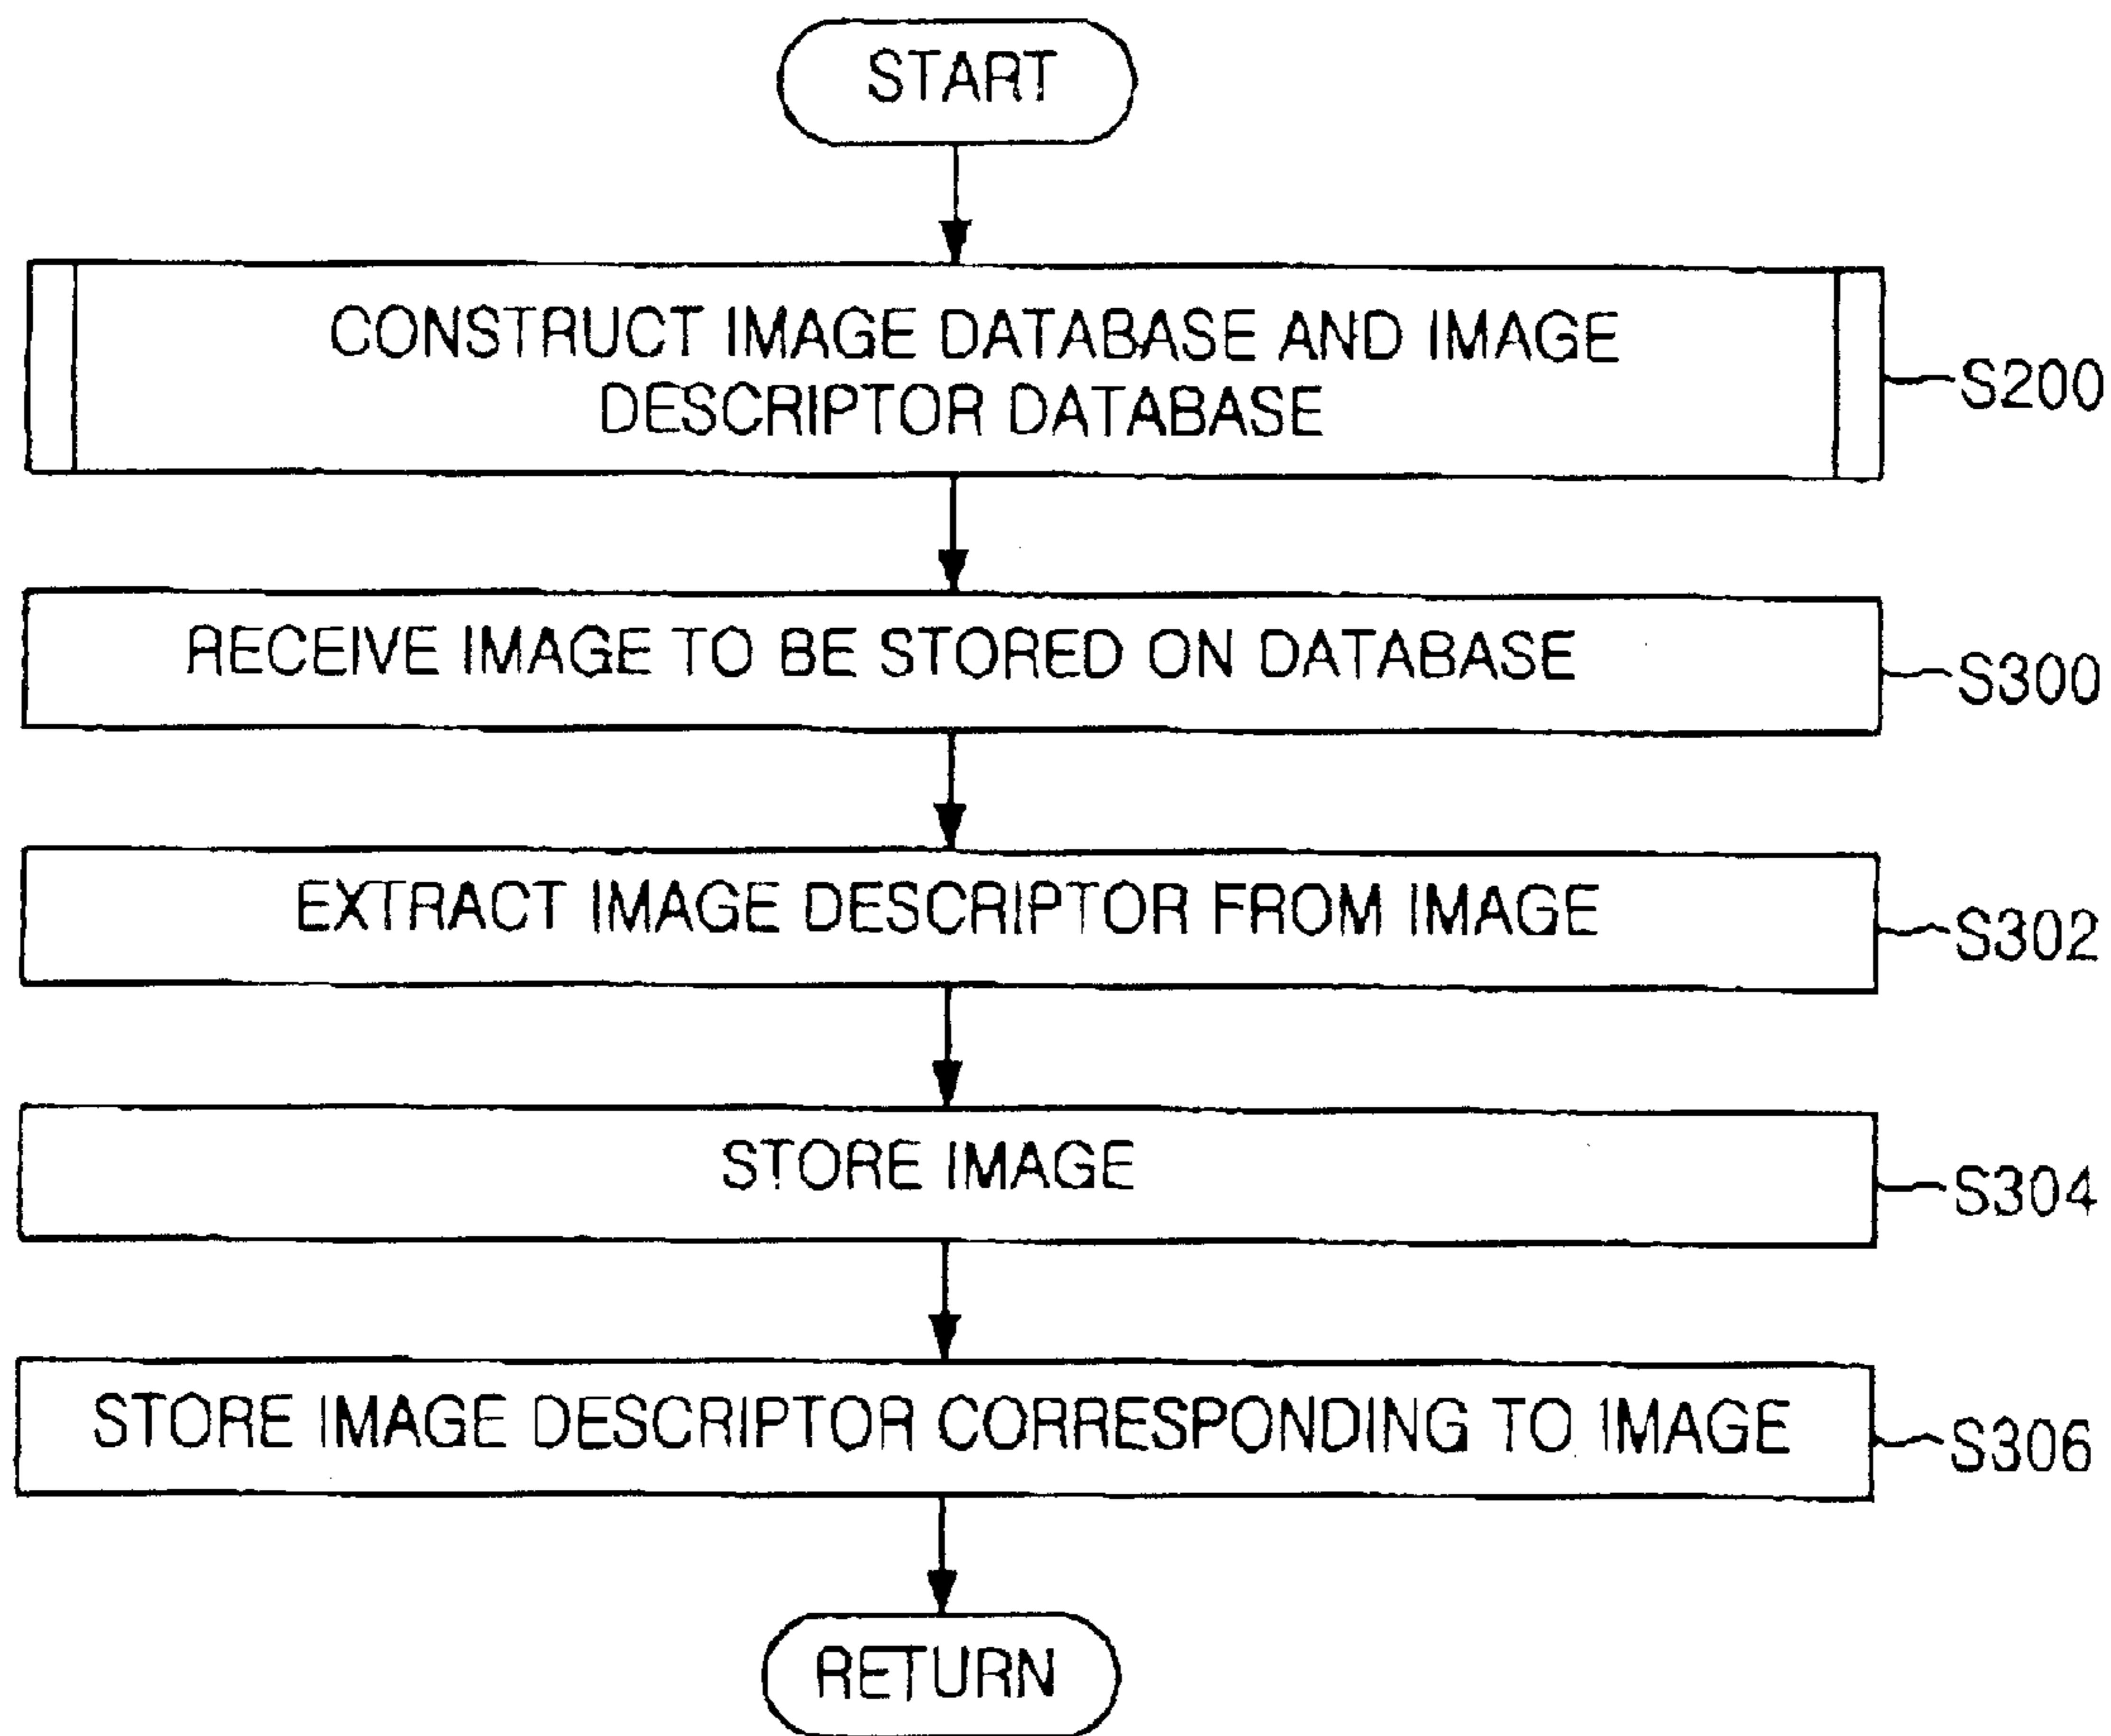 START
CONSTRUCT IMAGE DATABASE AND IMAGE
DESCRIPTOR DATABASE
S200
RECEIVE IMAGE TO BE STORED ON DATABASE
S300
EXTRACT IMAGE DESCRIPTOR FROM IMAGE
S302
STORE IMAGE
S304
STORE IMAGE DESCRIPTOR CORRESPONDING TO IMAGE
S306
RETURN